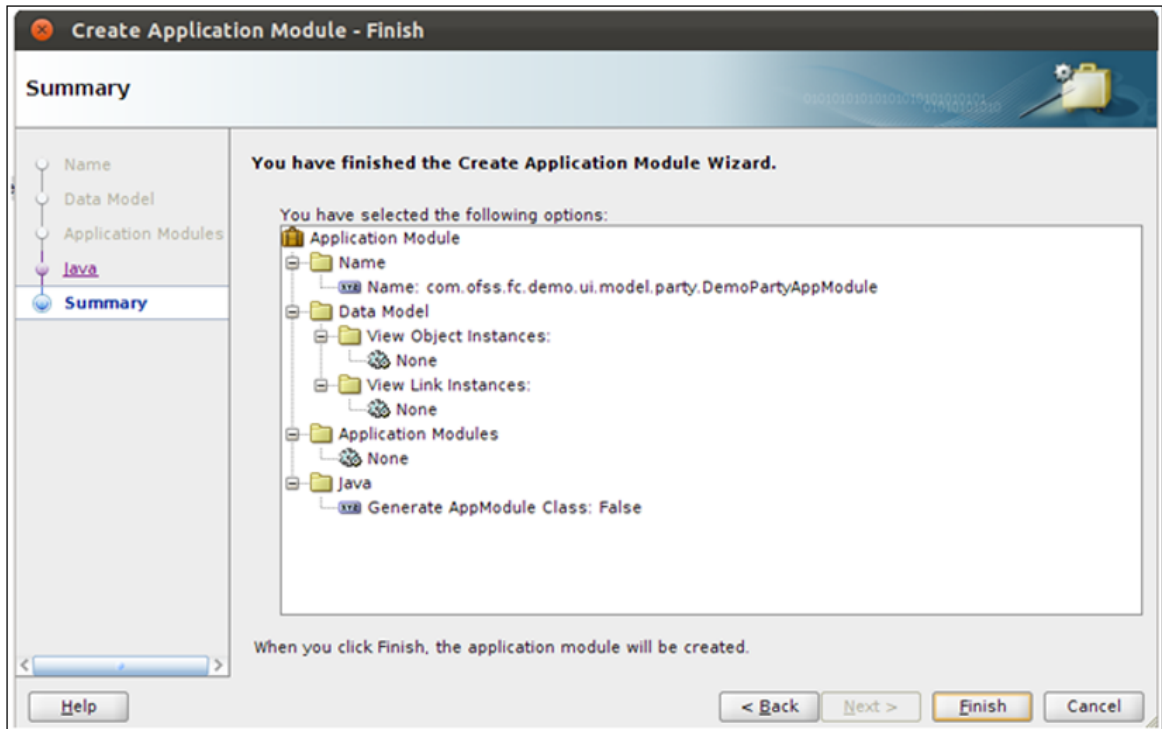 Create Application Module - Finish
Summary
Name
Data Model
Application Modules
Java
Summary
You have finished the Create Application Module Wizard.
You have selected the following options:
Application Module
Name
Name: com.ofss.fc.demo.ui.model.party.DemoPartyAppModule
Data Model
View Object Instances:
None
View Link Instances:
None
Application Modules
None
Java
Generate AppModule Class: False
When you click Finish, the application module will be created.
Help
< Back
Next >
Finish
Cancel